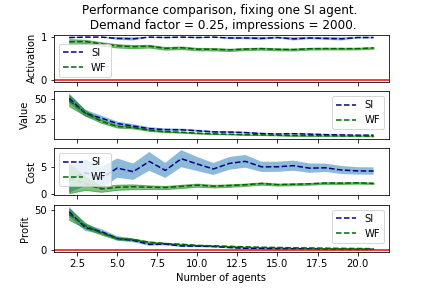 Performance comparison, fixing one SI agent.
Demand factor = 0.25, impressions = 2000.
Activation
1
0
SI
WF
Value
50
25
SI
WF
Cost
5
0
SI
WF
Profit
50
0
SI
WF
2.5 5.0 7.5 10.0 12.5 15.0 17.5 20.0
Number of agents